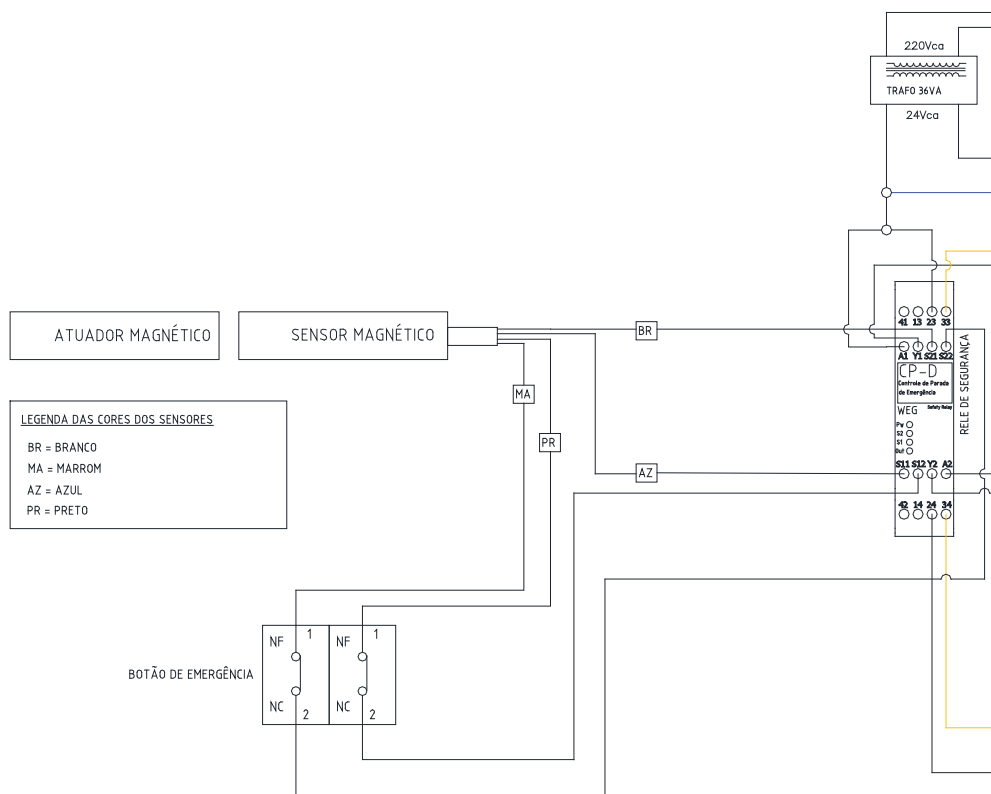 220Vca
TRAFO 36VA
24Vca
ATUADOR MAGNÉTICO
SENSOR MAGNÉTICO
BR
41 13 23 33
A1 Y1 S21 S22
CP-D
Controle de Parada
de Emergência
WEG Safety Relay
Pw
S2
S1
Out
RELE DE SEGURANÇA
MA
PR
AZ
S11 S12 Y2 A2
42 14 24 34
LEGENDA DAS CORES DOS SENSORES
BR = BRANCO
MA = MARROM
AZ = AZUL
PR = PRETO
BOTÃO DE EMERGÊNCIA
NF 1 NF 1
NC 2 NC 2